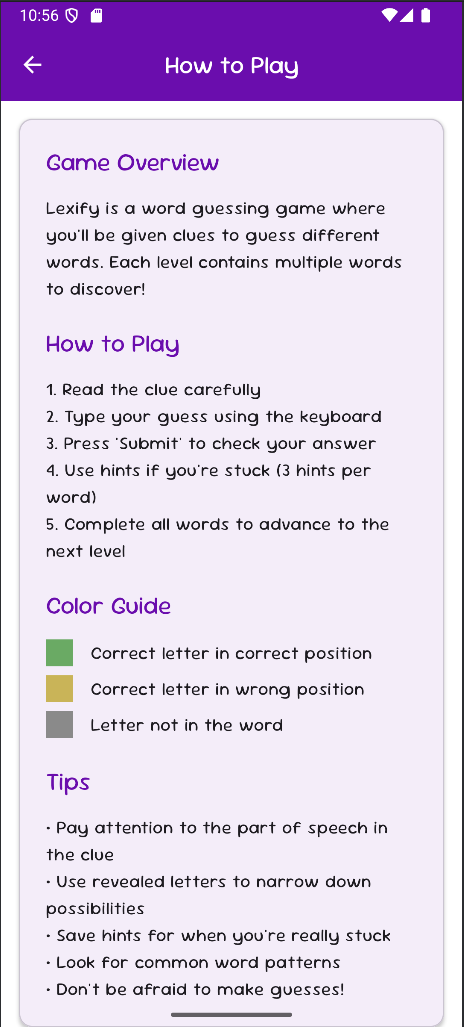 10:56
How to Play
Game Overview
Lexify is a word guessing game where
you'll be given clues to guess different
words. Each level contains multiple words
to discover!
How to Play
1. Read the clue carefully
2. Type your guess using the keyboard
3. Press 'Submit' to check your answer
4. Use hints if you're stuck (3 hints per
word)
5. Complete all words to advance to the
next level
Color Guide
Correct letter in correct position
Correct letter in wrong position
Letter not in the word
Tips
• Pay attention to the part of speech in
the clue
• Use revealed letters to narrow down
possibilities
• Save hints for when you're really stuck
• Look for common word patterns
• Don't be afraid to make guesses!